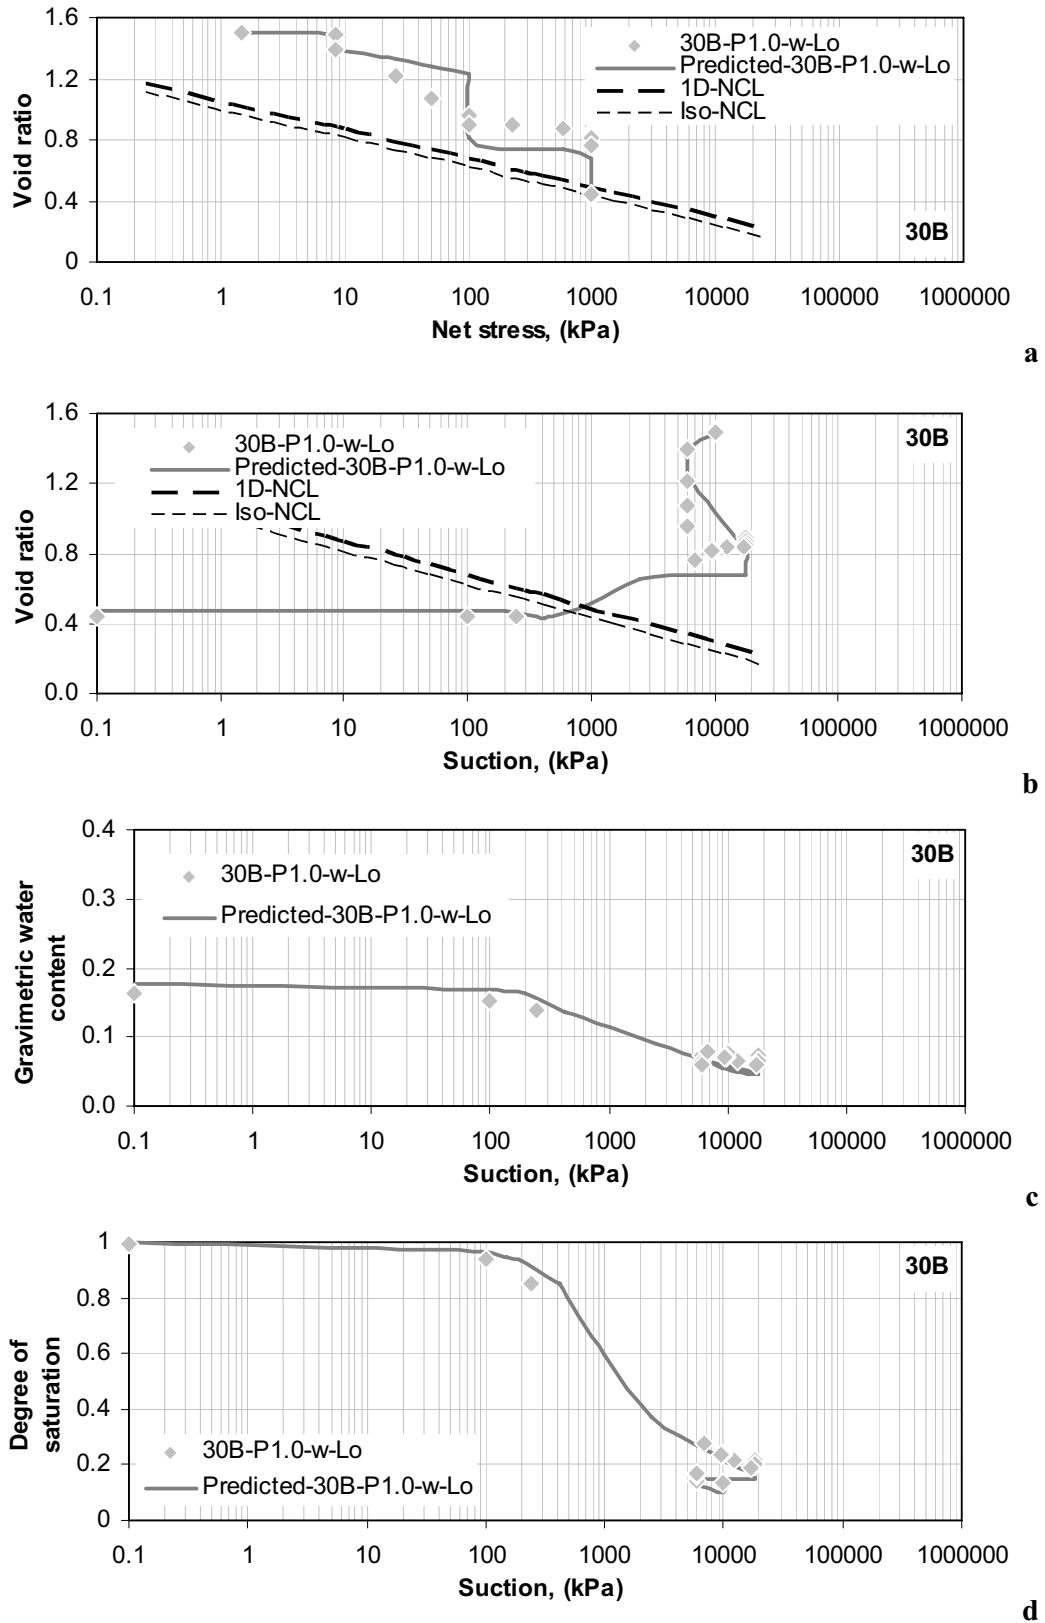 1.6
1.2
0.8
0.4
0
Void ratio
30B-P1.0-w-Lo
Predicted-30B-P1.0-w-Lo
1D-NCL
Iso-NCL
30B
0.1 1 10 100 1000 10000 100000 1000000
Net stress, (kPa)
a
1.6
1.2
0.8
0.4
0.0
Void ratio
30B-P1.0-w-Lo
Predicted-30B-P1.0-w-Lo
1D-NCL
Iso-NCL
30B
0.1 1 10 100 1000 10000 100000 1000000
Suction, (kPa)
b
0.4
0.3
0.2
0.1
0.0
Gravimetric water
content
30B-P1.0-w-Lo
Predicted-30B-P1.0-w-Lo
30B
0.1 1 10 100 1000 10000 100000 1000000
Suction, (kPa)
c
1
0.8
0.6
0.4
0.2
0
Degree of
saturation
30B
30B-P1.0-w-Lo
Predicted-30B-P1.0-w-Lo
0.1 1 10 100 1000 10000 100000 1000000
Suction, (kPa)
d